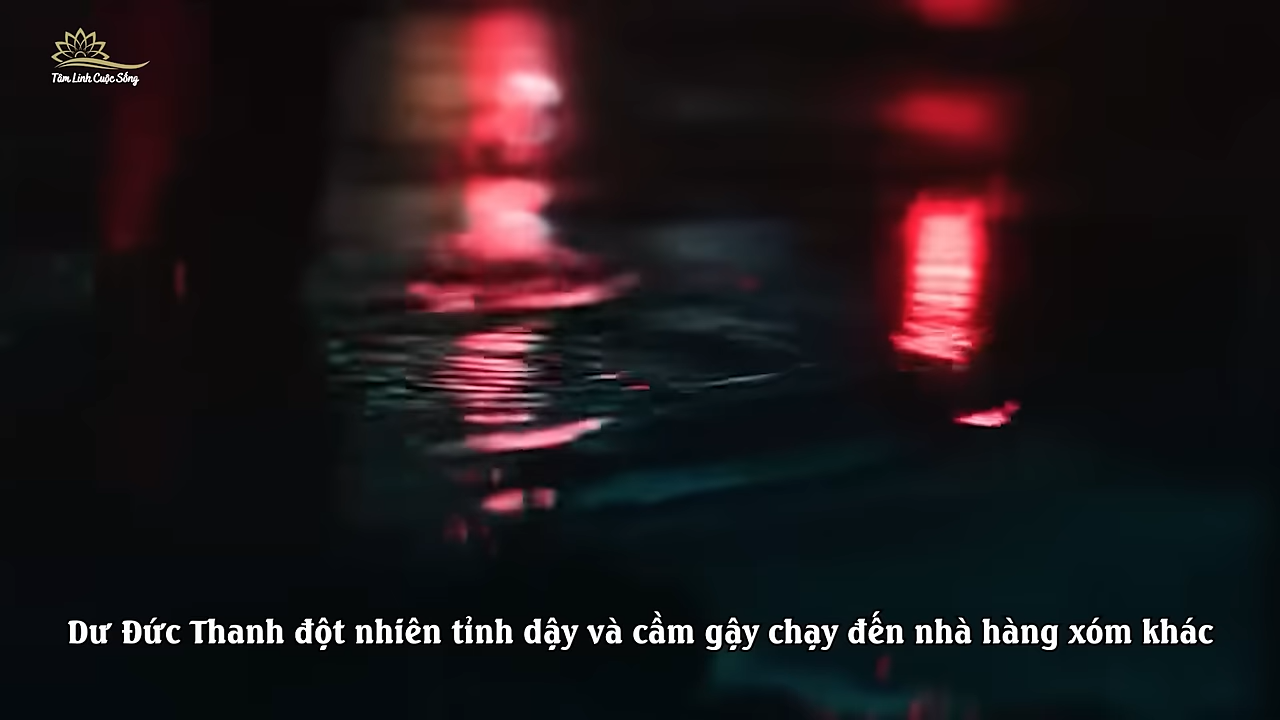 Tâm Linh Cuộc Sống
Dư Đức Thanh đột nhiên tỉnh dậy và cầm gậy chạy đến nhà hàng xóm khác